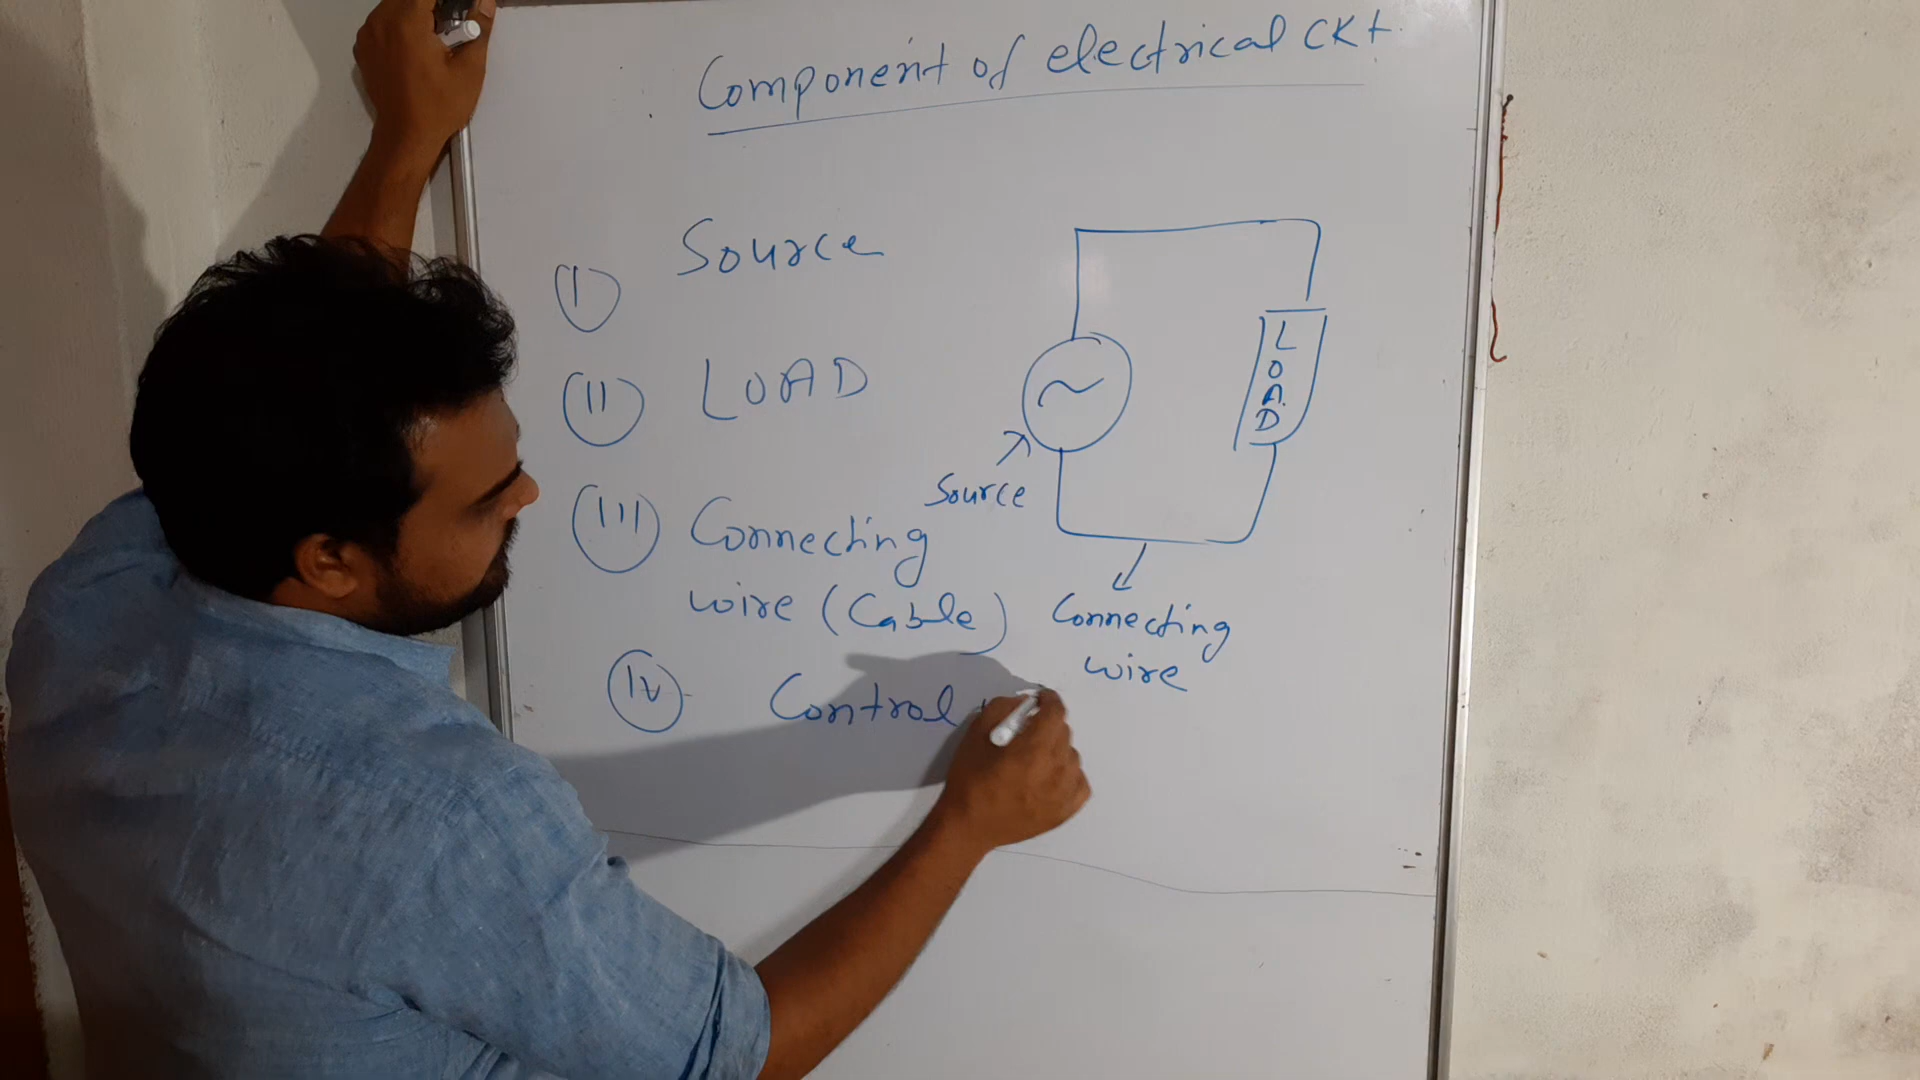 Component of electrical CKt.
I Source
II LOAD
III Connecting
wire (Cable)
IV Control
LOAD
Source
Connecting
wire